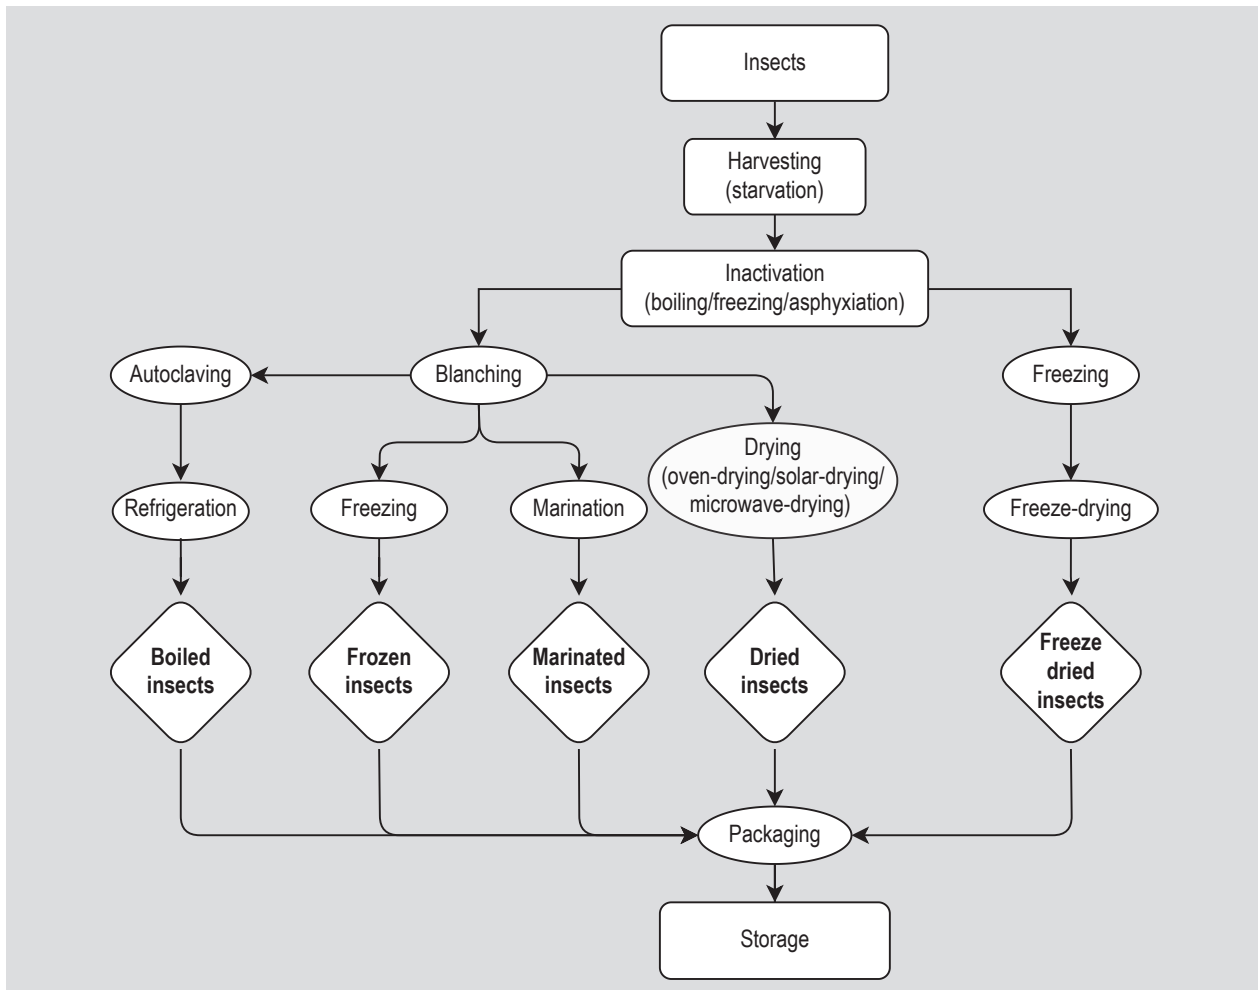 Insects
Harvesting
(starvation)
Inactivation
(boiling/freezing/asphyxiation)
Autoclaving
Blanching
Freezing
Drying
(oven-drying/solar-drying/
microwave-drying)
Refrigeration
Freezing
Marination
Freeze-drying
Boiled
insects
Frozen
insects
Marinated
insects
Dried
insects
Freeze
dried
insects
Packaging
Storage